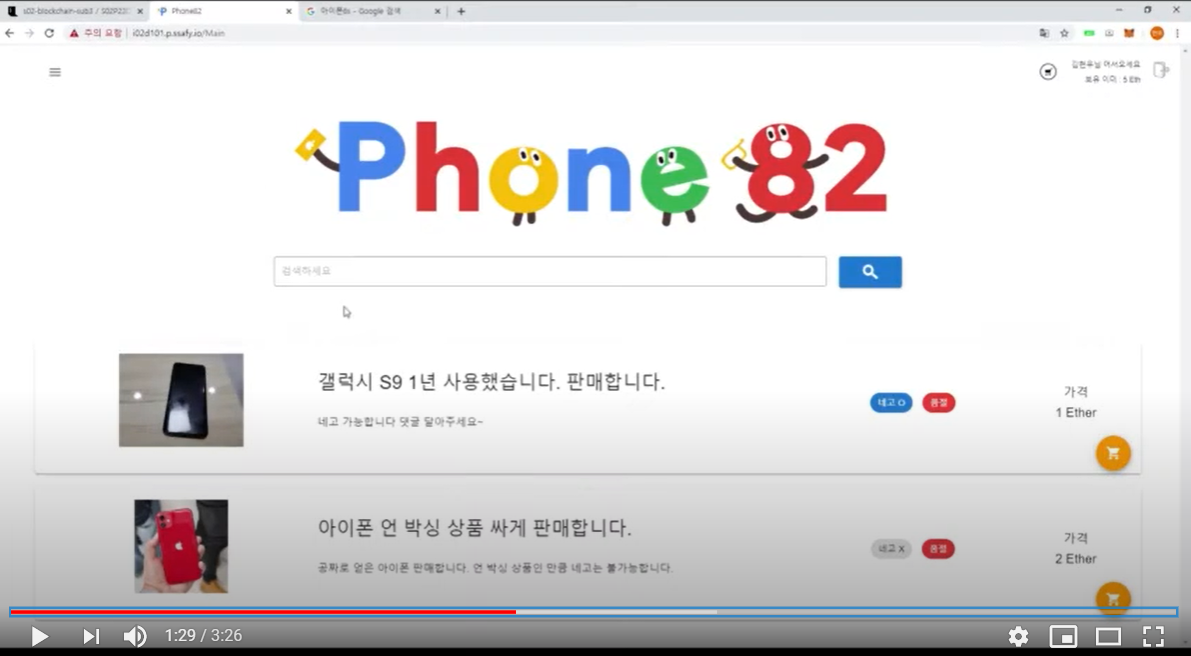 s02-blockchain-sub3 / S02P23
Phone82
아이폰6s - Google 검색
주의 요함 i02d101.p.ssafy.io/Main
김현우님 어서오세요
보유 이더 : 5 Eth
Phone 82
검색하세요
갤럭시 S9 1년 사용했습니다. 판매합니다.
네고 가능합니다 댓글 달아주세요~
네고 O 품절
가격
1 Ether
아이폰 언 박싱 상품 싸게 판매합니다.
공짜로 얻은 아이폰 판매합니다. 언 박싱 상품인 만큼 네고는 불가능합니다.
네고 X 품절
가격
2 Ether
1:29 / 3:26